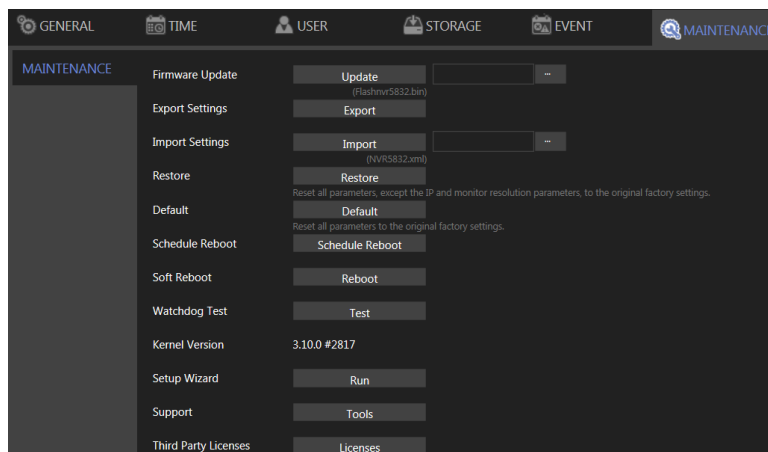 GENERAL TIME USER STORAGE EVENT MAINTENANCE
MAINTENANCE
Firmware Update Update ...
(Flashnvr5832.bin)
Export Settings Export
Import Settings Import ...
(NVR5832.xml)
Restore Restore
Reset all parameters, except the IP and monitor resolution parameters, to the original factory settings.
Default Default
Reset all parameters to the original factory settings.
Schedule Reboot Schedule Reboot
Soft Reboot Reboot
Watchdog Test Test
Kernel Version 3.10.0 #2817
Setup Wizard Run
Support Tools
Third Party Licenses Licenses